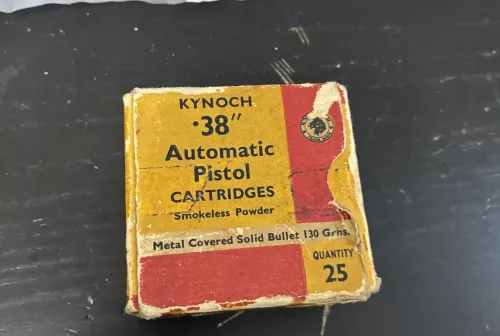 KYNOCH
·38"
Automatic
Pistol
CARTRIDGES
Smokeless Powder
Metal Covered Solid Bullet 130 Grns.
QUANTITY
25